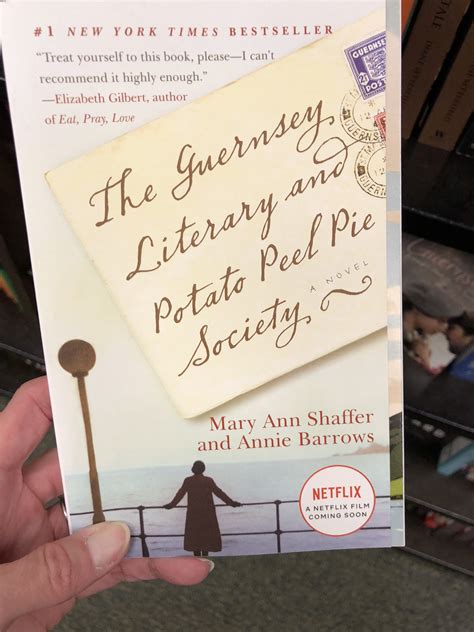 #1 NEW YORK TIMES BESTSELLER
“Treat yourself to this book, please—I can't
recommend it highly enough.”
—Elizabeth Gilbert, author
of Eat, Pray, Love
GUERNSEY
The Guernsey
Literary and
Potato Peel Pie
Society
A NOVEL
Mary Ann Shaffer
and Annie Barrows
NETFLIX
A NETFLIX FILM
COMING SOON